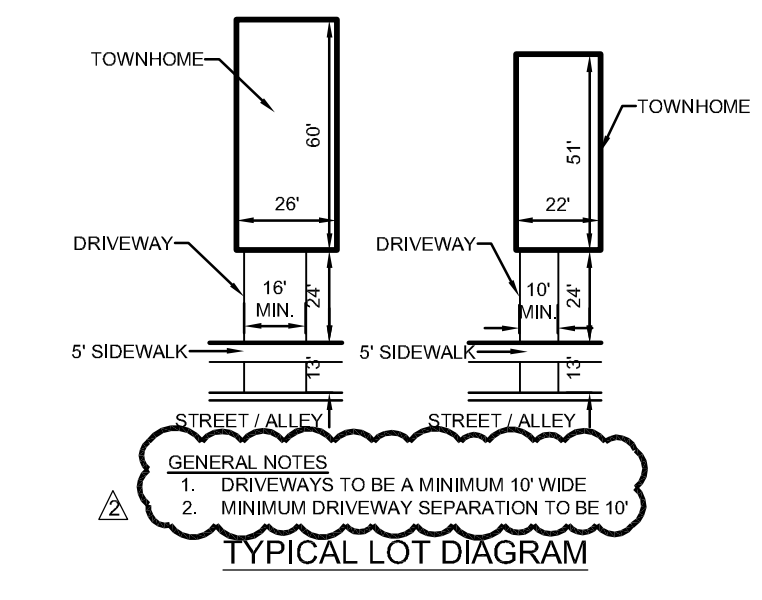 TOWNHOME
60'
26'
DRIVEWAY
16'
MIN.
24'
5' SIDEWALK
13'
STREET / ALLEY
TOWNHOME
51'
22'
DRIVEWAY
10'
MIN.
24'
5' SIDEWALK
13'
STREET / ALLEY
GENERAL NOTES
1. DRIVEWAYS TO BE A MINIMUM 10' WIDE
2. MINIMUM DRIVEWAY SEPARATION TO BE 10'
2
TYPICAL LOT DIAGRAM